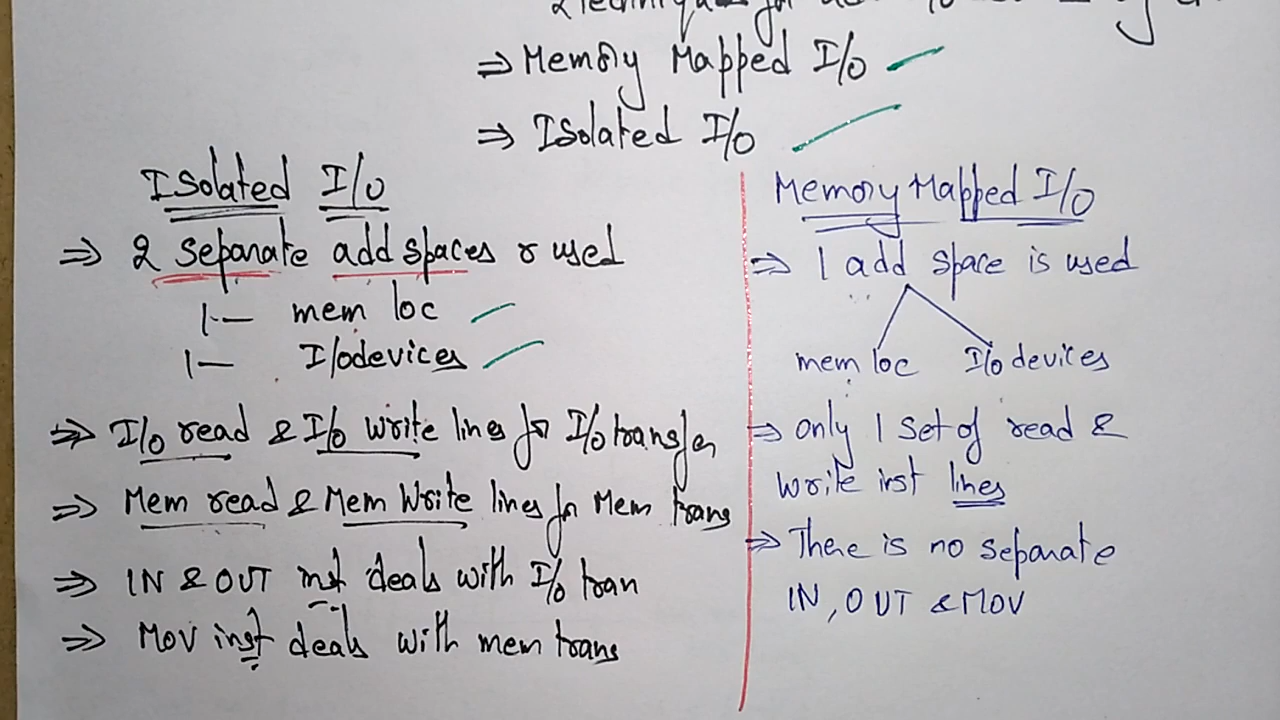 2 Techniques for
⇒ Memory Mapped I/O
⇒ Isolated I/O
Isolated I/O
⇒ 2 separate add spaces r used
|— mem loc
|— I/O devices
⇒ I/O read & I/O write lines for I/O transfer
⇒ Mem read & Mem Write lines for Mem trans
⇒ IN & OUT inst deals with I/O tran
⇒ Mov inst deals with mem trans
Memory Mapped I/O
⇒ 1 add space is used
mem loc I/O devices
⇒ only 1 set of read &
write inst lines
⇒ There is no separate
IN, OUT & MOV